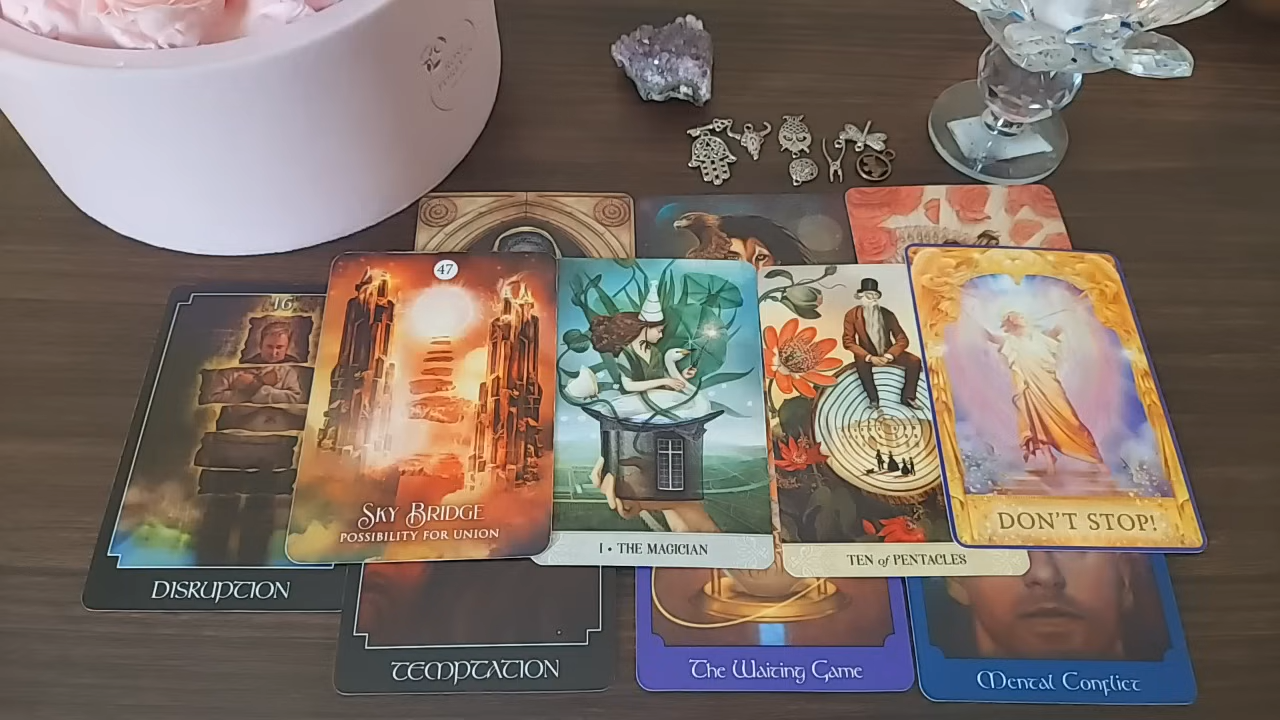 16
47
SKY BRIDGE
POSSIBILITY FOR UNION
I • THE MAGICIAN
TEN of PENTACLES
DON'T STOP!
DISRUPTION
TEMPTATION
The Waiting Game
Mental Conflict